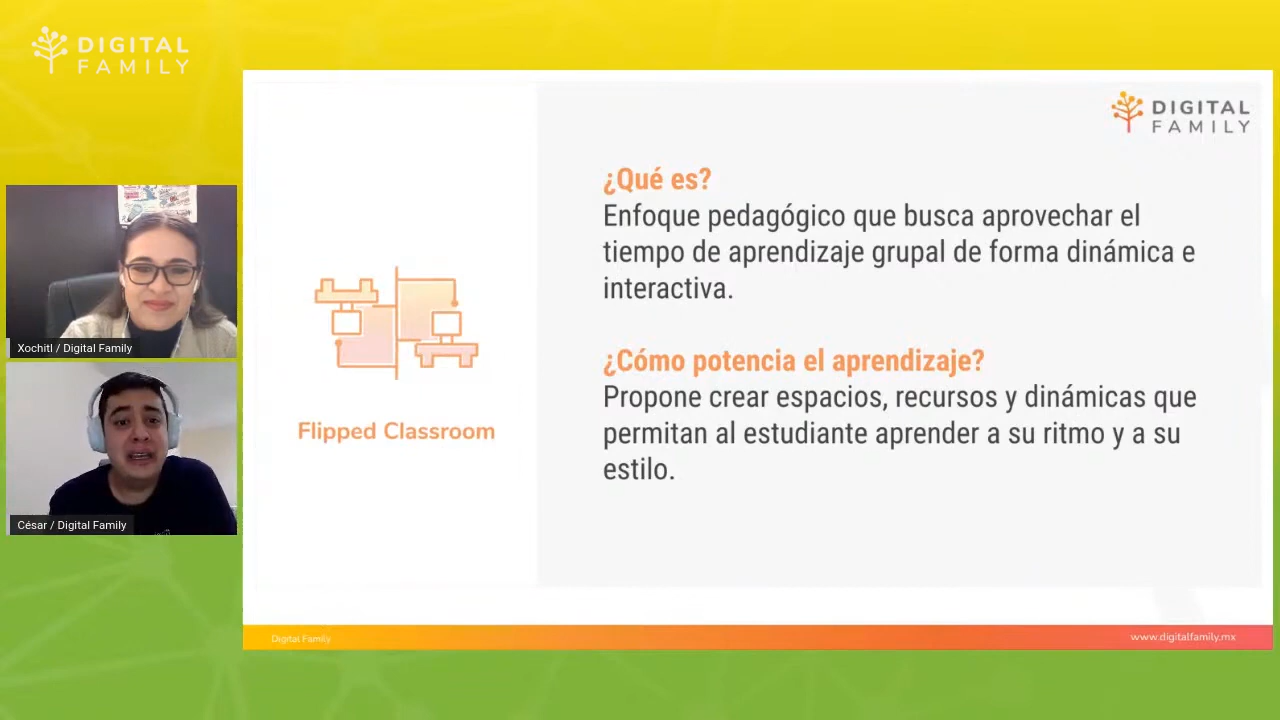 DIGITAL
FAMILY
Xochitl / Digital Family
César / Digital Family
Flipped Classroom
DIGITAL
FAMILY
¿Qué es?
Enfoque pedagógico que busca aprovechar el
tiempo de aprendizaje grupal de forma dinámica e
interactiva.
¿Cómo potencia el aprendizaje?
Propone crear espacios, recursos y dinámicas que
permitan al estudiante aprender a su ritmo y a su
estilo.
Digital Family
www.digitalfamily.mx